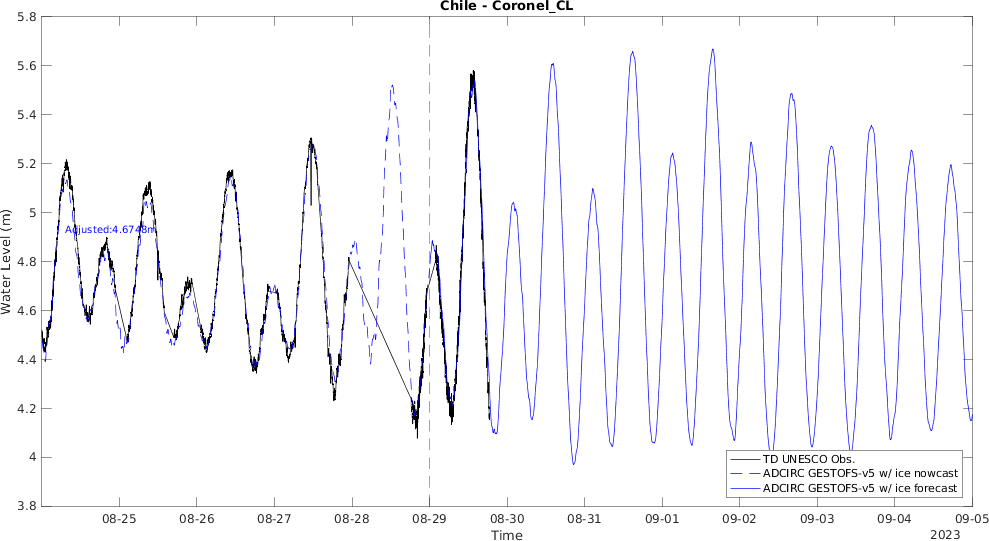 Chile - Coronel_CL
Water Level (m)
5.8
5.6
5.4
5.2
5
4.8
4.6
4.4
4.2
4
3.8
Adjusted:4.6748m
TD UNESCO Obs.
ADCIRC GESTOFS-v5 w/ ice nowcast
ADCIRC GESTOFS-v5 w/ ice forecast
08-25 08-26 08-27 08-28 08-29 08-30 08-31 09-01 09-02 09-03 09-04 09-05
Time
2023